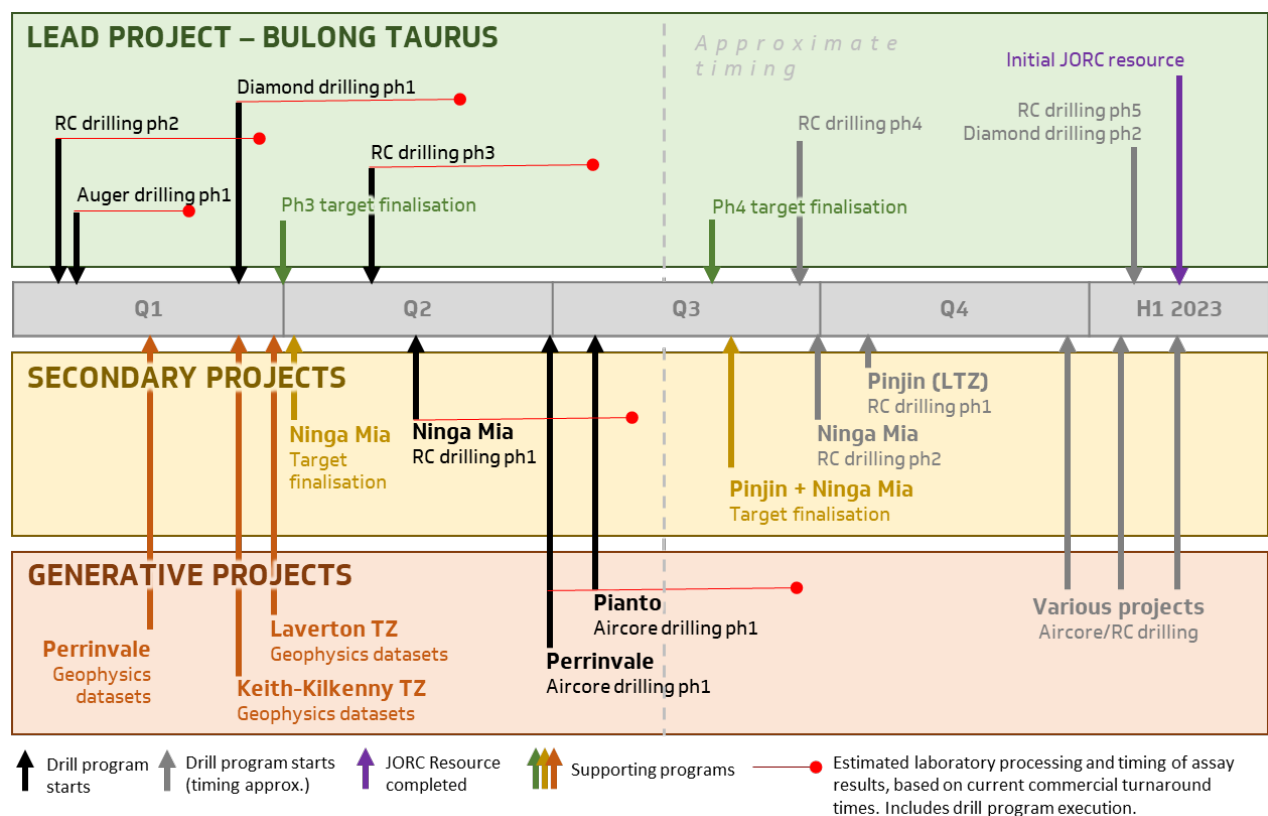 LEAD PROJECT – BULONG TAURUS
Approximate
timing
Initial JORC resource
Diamond drilling ph1
RC drilling ph2
RC drilling ph5
Diamond drilling ph2
RC drilling ph4
RC drilling ph3
Auger drilling ph1
Ph3 target finalisation
Ph4 target finalisation
Q1
Q2
Q3
Q4
H1 2023
SECONDARY PROJECTS
Ninga Mia
Target
finalisation
Ninga Mia
RC drilling ph1
Pinjin (LTZ)
RC drilling ph1
Ninga Mia
RC drilling ph2
Pinjin + Ninga Mia
Target finalisation
GENERATIVE PROJECTS
Perrinvale
Geophysics
datasets
Laverton TZ
Geophysics datasets
Keith-Kilkenny TZ
Geophysics datasets
Pianto
Aircore drilling ph1
Perrinvale
Aircore drilling ph1
Various projects
Aircore/RC drilling
Drill program
starts
Drill program starts
(timing approx.)
JORC Resource
completed
Supporting programs
Estimated laboratory processing and timing of assay
results, based on current commercial turnaround
times. Includes drill program execution.